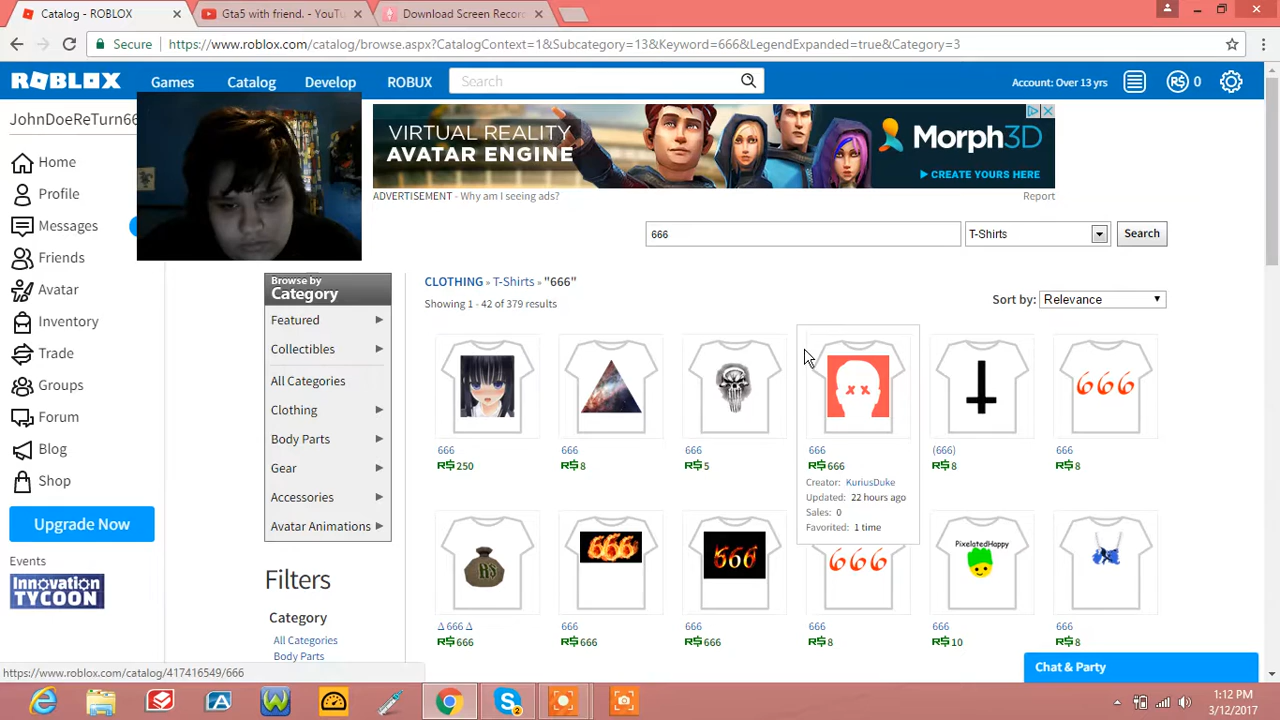 Catalog - ROBLOX
Gta5 with friend. - YouTu
Download Screen Recor
Secure
https://www.roblox.com/catalog/browse.aspx?CatalogContext=1&Subcategory=13&Keyword=666&LegendExpanded=true&Category=3
ROBLOX
Games
Catalog
Develop
ROBUX
Search
Account: Over 13 yrs
R$ 0
JohnDoeReTurn66
VIRTUAL REALITY
AVATAR ENGINE
Morph3D
CREATE YOURS HERE
ADVERTISEMENT - Why am I seeing ads?
Report
Home
Profile
Messages
Friends
Avatar
Inventory
Trade
Groups
Forum
Blog
Shop
Upgrade Now
Events
Innovation
TYCOON
666
T-Shirts
Search
Browse by
Category
Featured
Collectibles
All Categories
Clothing
Body Parts
Gear
Accessories
Avatar Animations
Filters
Category
All Categories
Body Parts
CLOTHING » T-Shirts » "666"
Showing 1 - 42 of 379 results
Sort by:
Relevance
666
666
R$250
666
R$8
666
R$5
666
R$666
Creator: KuriusDuke
Updated: 22 hours ago
Sales: 0
Favorited: 1 time
(666)
R$8
666
R$8
R$
666
666
666
PixelatedHappy
Δ 666 Δ
R$666
666
R$666
666
R$666
666
R$8
666
R$10
666
R$8
https://www.roblox.com/catalog/417416549/666
Chat & Party
2
1:12 PM
3/12/2017